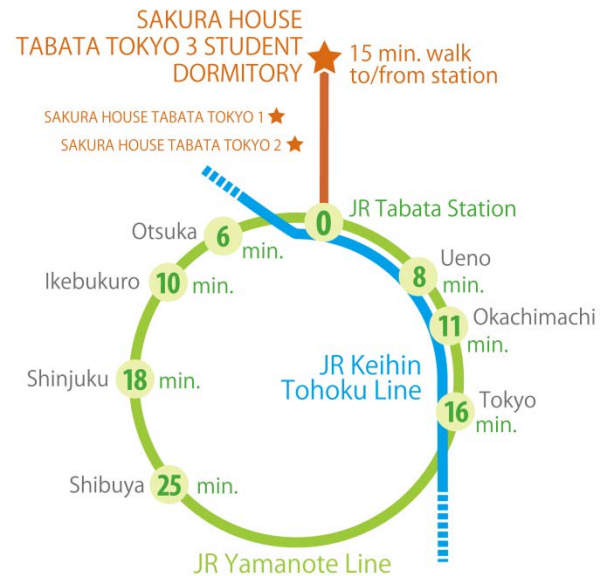 SAKURA HOUSE
TABATA TOKYO 3 STUDENT
DORMITORY
15 min. walk
to/from station
SAKURA HOUSE TABATA TOKYO 1
SAKURA HOUSE TABATA TOKYO 2
0
JR Tabata Station
Otsuka
6
min.
Ueno
8
min.
Ikebukuro
10 min.
Okachimachi
11
min.
JR Keihin
Tohoku Line
Shinjuku 18 min.
Tokyo
16
min.
Shibuya 25 min.
JR Yamanote Line